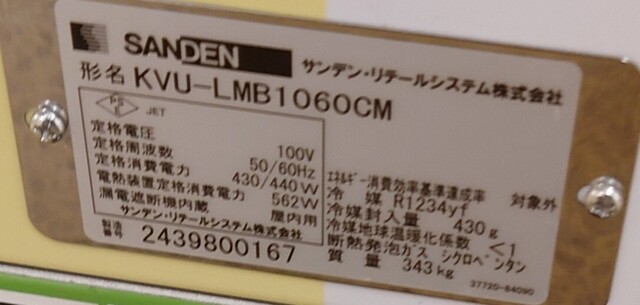 SANDEN
サンデン・リテールシステム株式会社
形名 KVU-LMB1060CM
PS E JET
定格電圧 100V
定格周波数 50/60Hz
定格消費電力 430/440W
電熱装置定格消費電力 562W
漏電遮断機内蔵 屋内用
サンデン・リテールシステム株式会社
製造番号 2439800167
エネルギー消費効率基準達成率 対象外
冷媒 R1234yf
冷媒封入量 430g
冷媒地球温暖化係数 <1
断熱発泡ガス シクロペンタン
質量 343kg
37720-84090